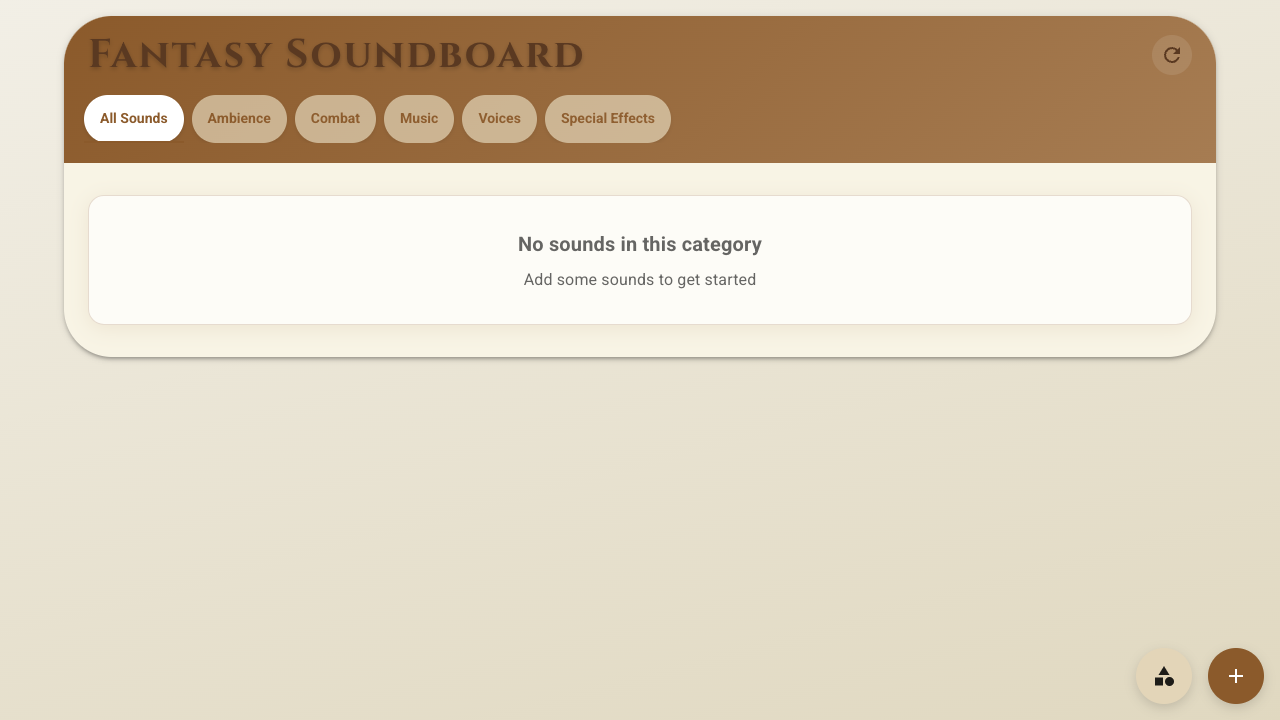 Fantasy Soundboard
All Sounds
Ambience
Combat
Music
Voices
Special Effects
No sounds in this category
Add some sounds to get started